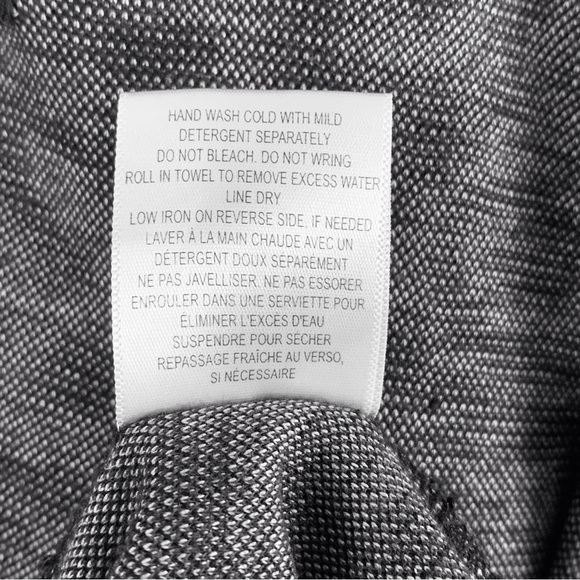 HAND WASH COLD WITH MILD
DETERGENT SEPARATELY
DO NOT BLEACH. DO NOT WRING
ROLL IN TOWEL TO REMOVE EXCESS WATER
LINE DRY
LOW IRON ON REVERSE SIDE, IF NEEDED
LAVER À LA MAIN CHAUDE AVEC UN
DÉTERGENT DOUX SÉPARÉMENT
NE PAS JAVELLISER. NE PAS ESSORER
ENROULER DANS UNE SERVIETTE POUR
ÉLIMINER L'EXCÈS D'EAU
SUSPENDRE POUR SÉCHER
REPASSAGE FRAÎCHE AU VERSO,
SI NÉCESSAIRE